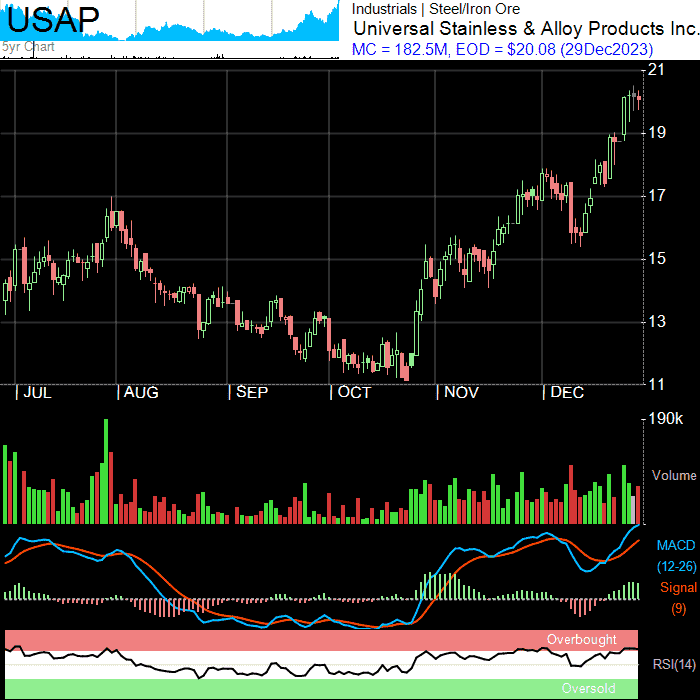 USAP
5yr Chart
Industrials | Steel/Iron Ore
Universal Stainless & Alloy Products Inc.
MC = 182.5M, EOD = $20.08 (29Dec2023)
21
19
17
15
13
11
| JUL | AUG | SEP | OCT | NOV | DEC
190k
Volume
MACD
(12-26)
Signal
(9)
Overbought
RSI(14)
Oversold